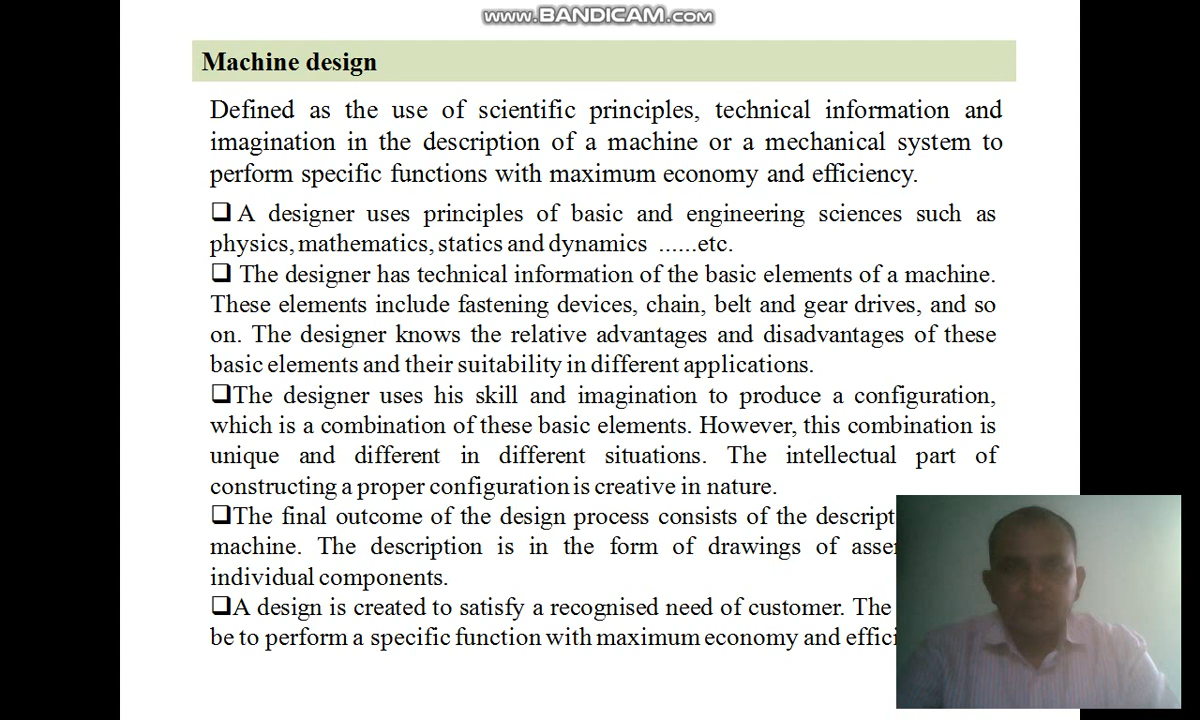 www.BANDICAM.com
Machine design
Defined as the use of scientific principles, technical information and
imagination in the description of a machine or a mechanical system to
perform specific functions with maximum economy and efficiency.
❑ A designer uses principles of basic and engineering sciences such as
physics, mathematics, statics and dynamics ......etc.
❑ The designer has technical information of the basic elements of a machine.
These elements include fastening devices, chain, belt and gear drives, and so
on. The designer knows the relative advantages and disadvantages of these
basic elements and their suitability in different applications.
❑The designer uses his skill and imagination to produce a configuration,
which is a combination of these basic elements. However, this combination is
unique and different in different situations. The intellectual part of
constructing a proper configuration is creative in nature.
❑The final outcome of the design process consists of the descript
machine. The description is in the form of drawings of asse
individual components.
❑A design is created to satisfy a recognised need of customer. The
be to perform a specific function with maximum economy and effici